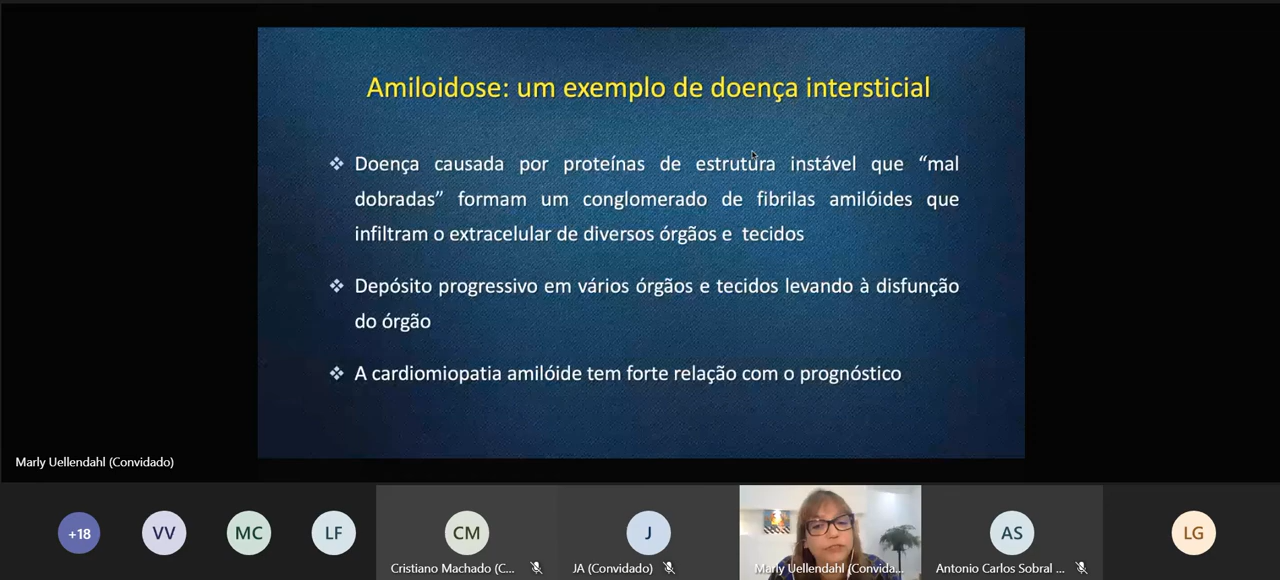 Amiloidose: um exemplo de doença intersticial
❖ Doença causada por proteínas de estrutura instável que “mal
dobradas” formam um conglomerado de fibrilas amilóides que
infiltram o extracelular de diversos órgãos e tecidos
❖ Depósito progressivo em vários órgãos e tecidos levando à disfunção
do órgão
❖ A cardiomiopatia amilóide tem forte relação com o prognóstico
Marly Uellendahl (Convidado)
+18
VV
MC
LF
CM
Cristiano Machado (C...
J
JA (Convidado)
Marly Uellendahl (Convida...
AS
Antonio Carlos Sobral ...
LG